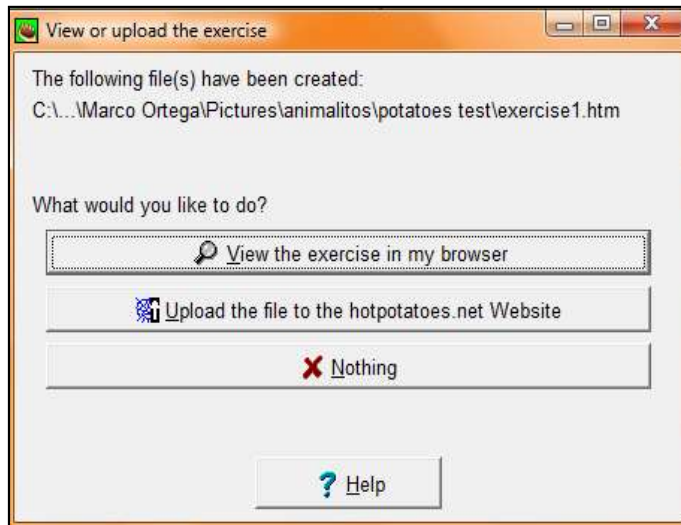 View or upload the exercise
The following file(s) have been created:
C:\...\Marco Ortega\Pictures\animalitos\potatoes test\exercise1.htm
What would you like to do?
View the exercise in my browser
Upload the file to the hotpotatoes.net Website
Nothing
? Help